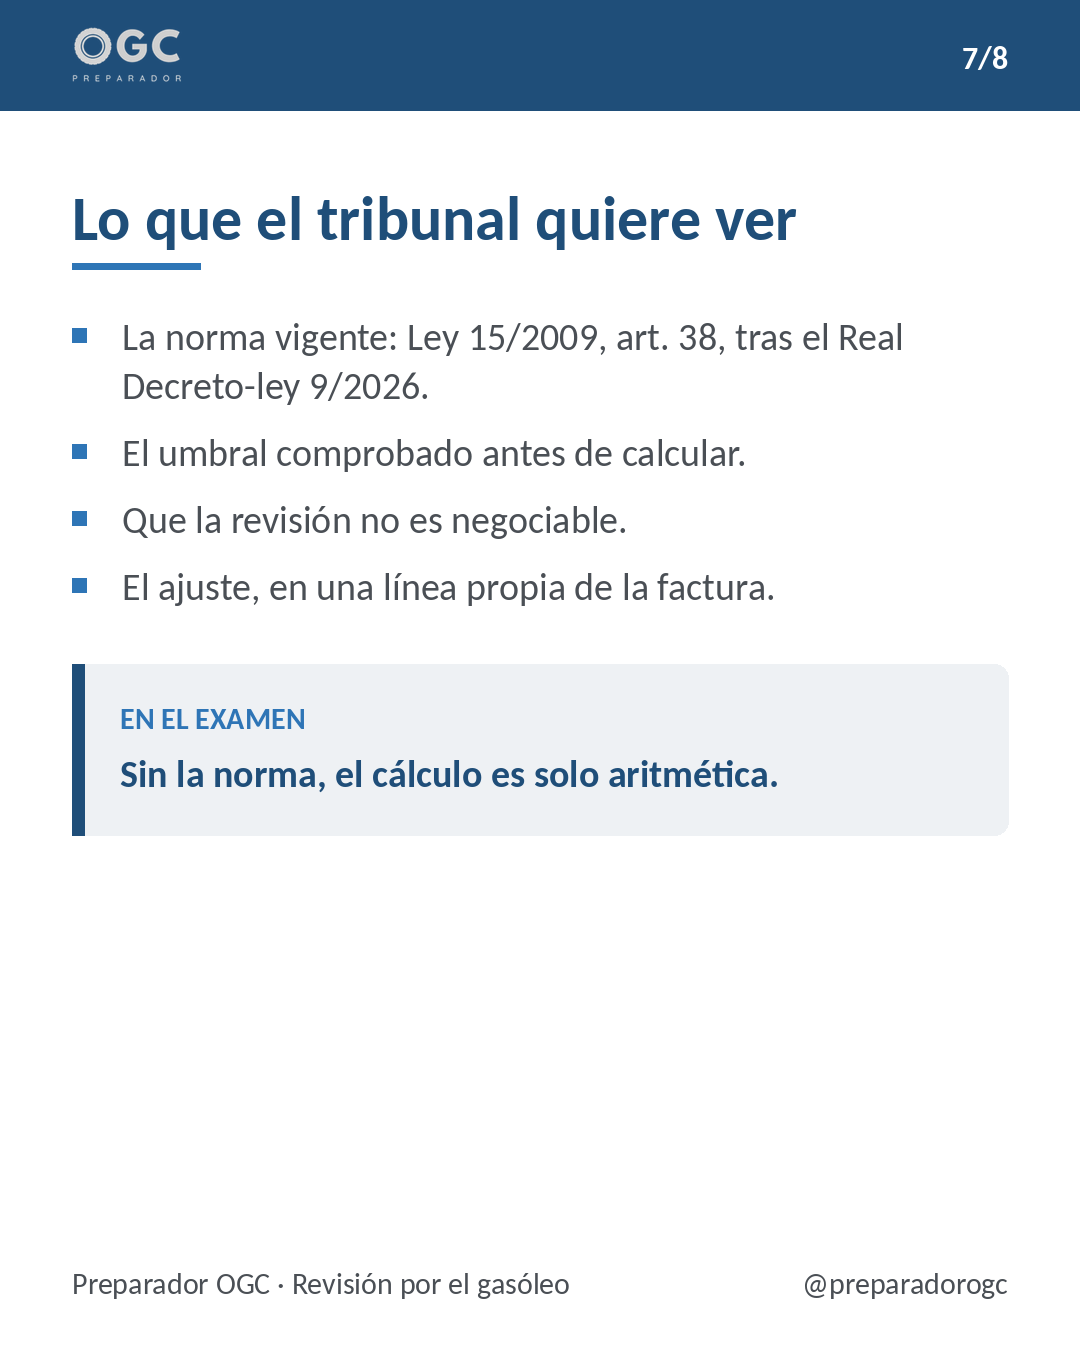 OGC
PREPARADOR
7/8
Lo que el tribunal quiere ver
La norma vigente: Ley 15/2009, art. 38, tras el Real
Decreto-ley 9/2026.
El umbral comprobado antes de calcular.
Que la revisión no es negociable.
El ajuste, en una línea propia de la factura.
EN EL EXAMEN
Sin la norma, el cálculo es solo aritmética.
Preparador OGC · Revisión por el gasóleo
@preparadorogc